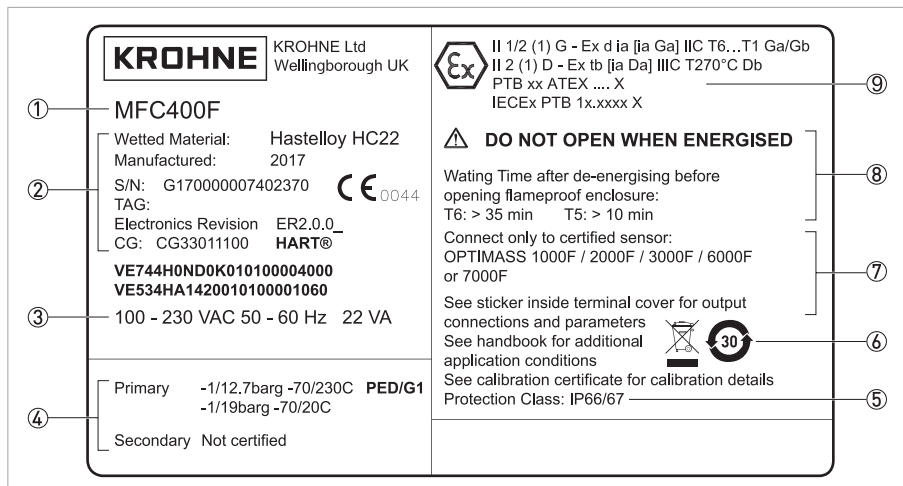 KROHNE
KROHNE Ltd
Wellingborough UK
① MFC400F
② Wetted Material: Hastelloy HC22
Manufactured: 2017
S/N: G170000007402370
CE 0044
TAG:
Electronics Revision ER2.0.0_
CG: CG33011100 HART®
VE744H0ND0K010100004000
VE534HA1420010100001060
③ 100 - 230 VAC 50 - 60 Hz 22 VA
④ Primary -1/12.7barg -70/230C PED/G1
-1/19barg -70/20C
Secondary Not certified
Ex
II 1/2 (1) G - Ex d ia [ia Ga] IIC T6...T1 Ga/Gb
II 2 (1) D - Ex tb [ia Da] IIIC T270°C Db
PTB xx ATEX .... X
IECEx PTB 1x.xxxx X
⑨
DO NOT OPEN WHEN ENERGISED
Wating Time after de-energising before
opening flameproof enclosure:
T6: > 35 min T5: > 10 min
⑧
Connect only to certified sensor:
OPTIMASS 1000F / 2000F / 3000F / 6000F
or 7000F
⑦
See sticker inside terminal cover for output
connections and parameters
See handbook for additional
application conditions
30
⑥
See calibration certificate for calibration details
Protection Class: IP66/67 ⑤